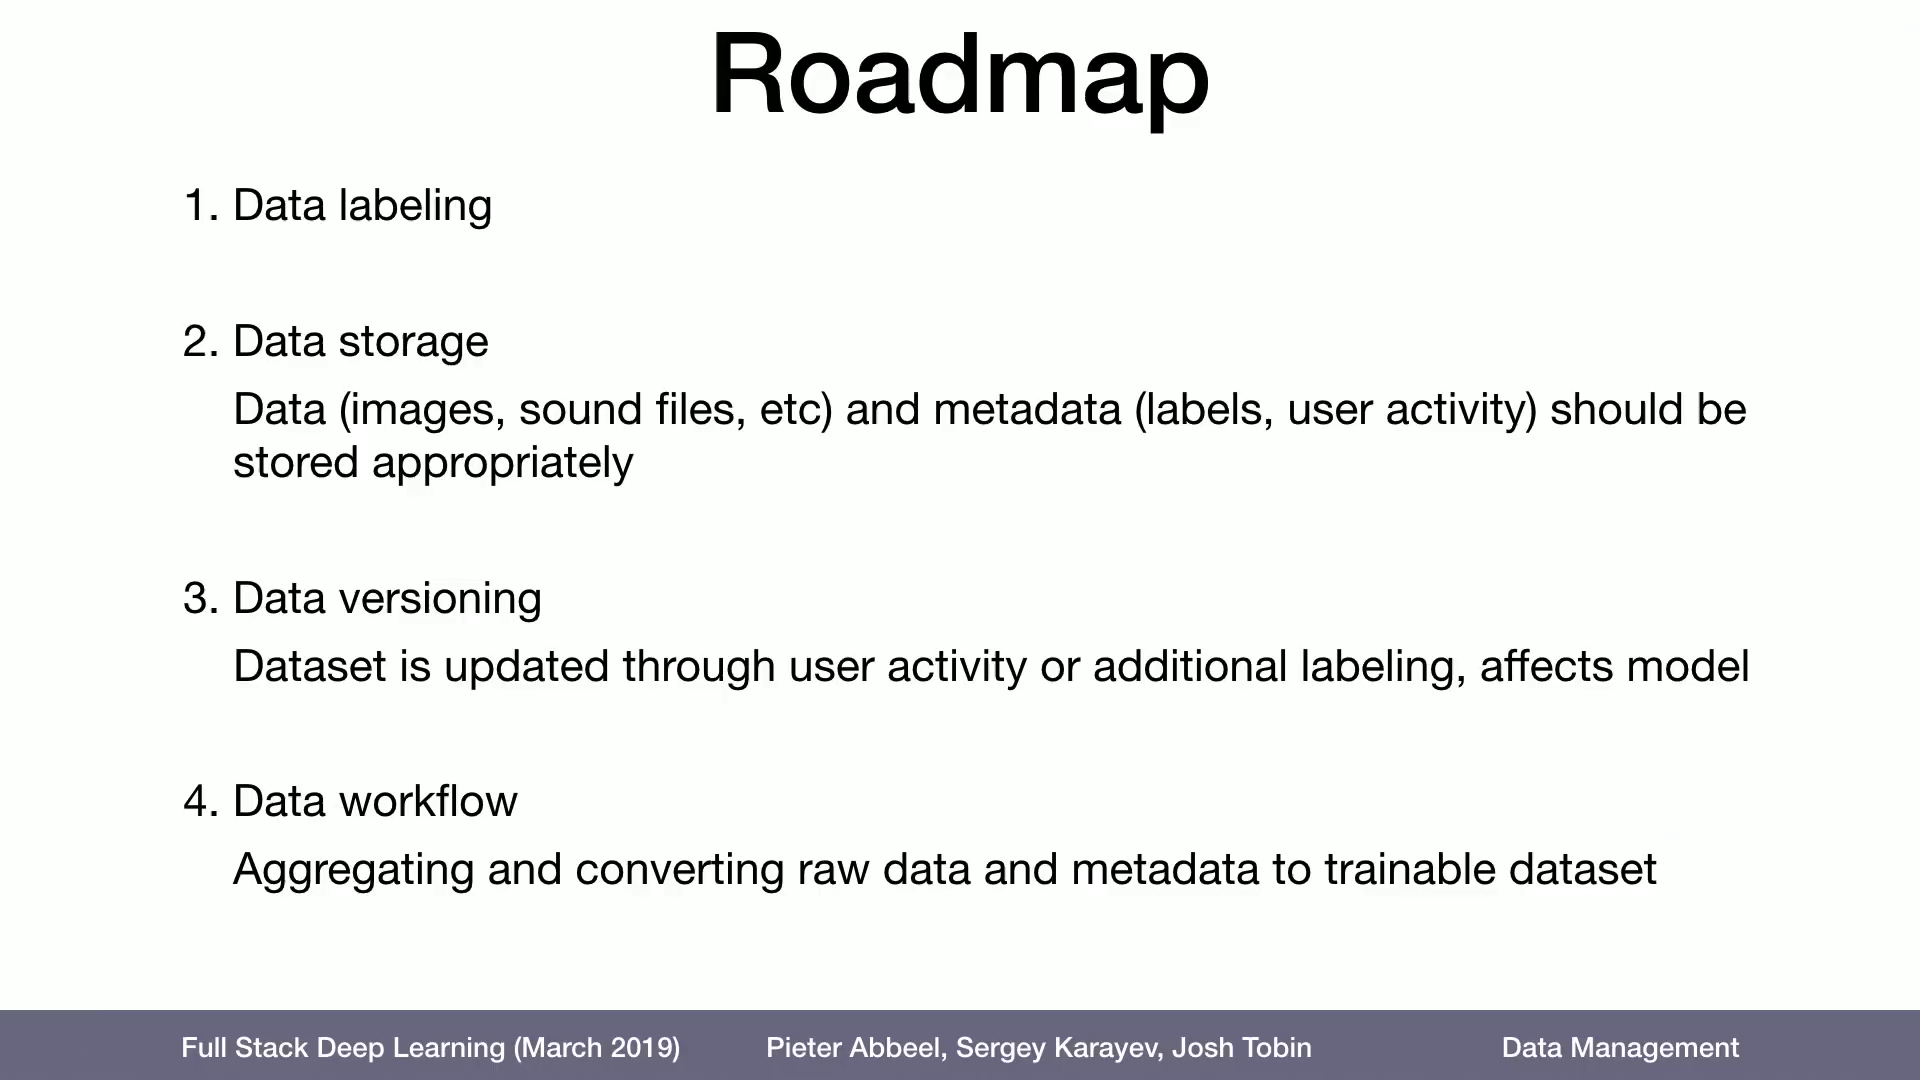 Roadmap
1. Data labeling
2. Data storage
Data (images, sound files, etc) and metadata (labels, user activity) should be
stored appropriately
3. Data versioning
Dataset is updated through user activity or additional labeling, affects model
4. Data workflow
Aggregating and converting raw data and metadata to trainable dataset
Full Stack Deep Learning (March 2019) Pieter Abbeel, Sergey Karayev, Josh Tobin Data Management